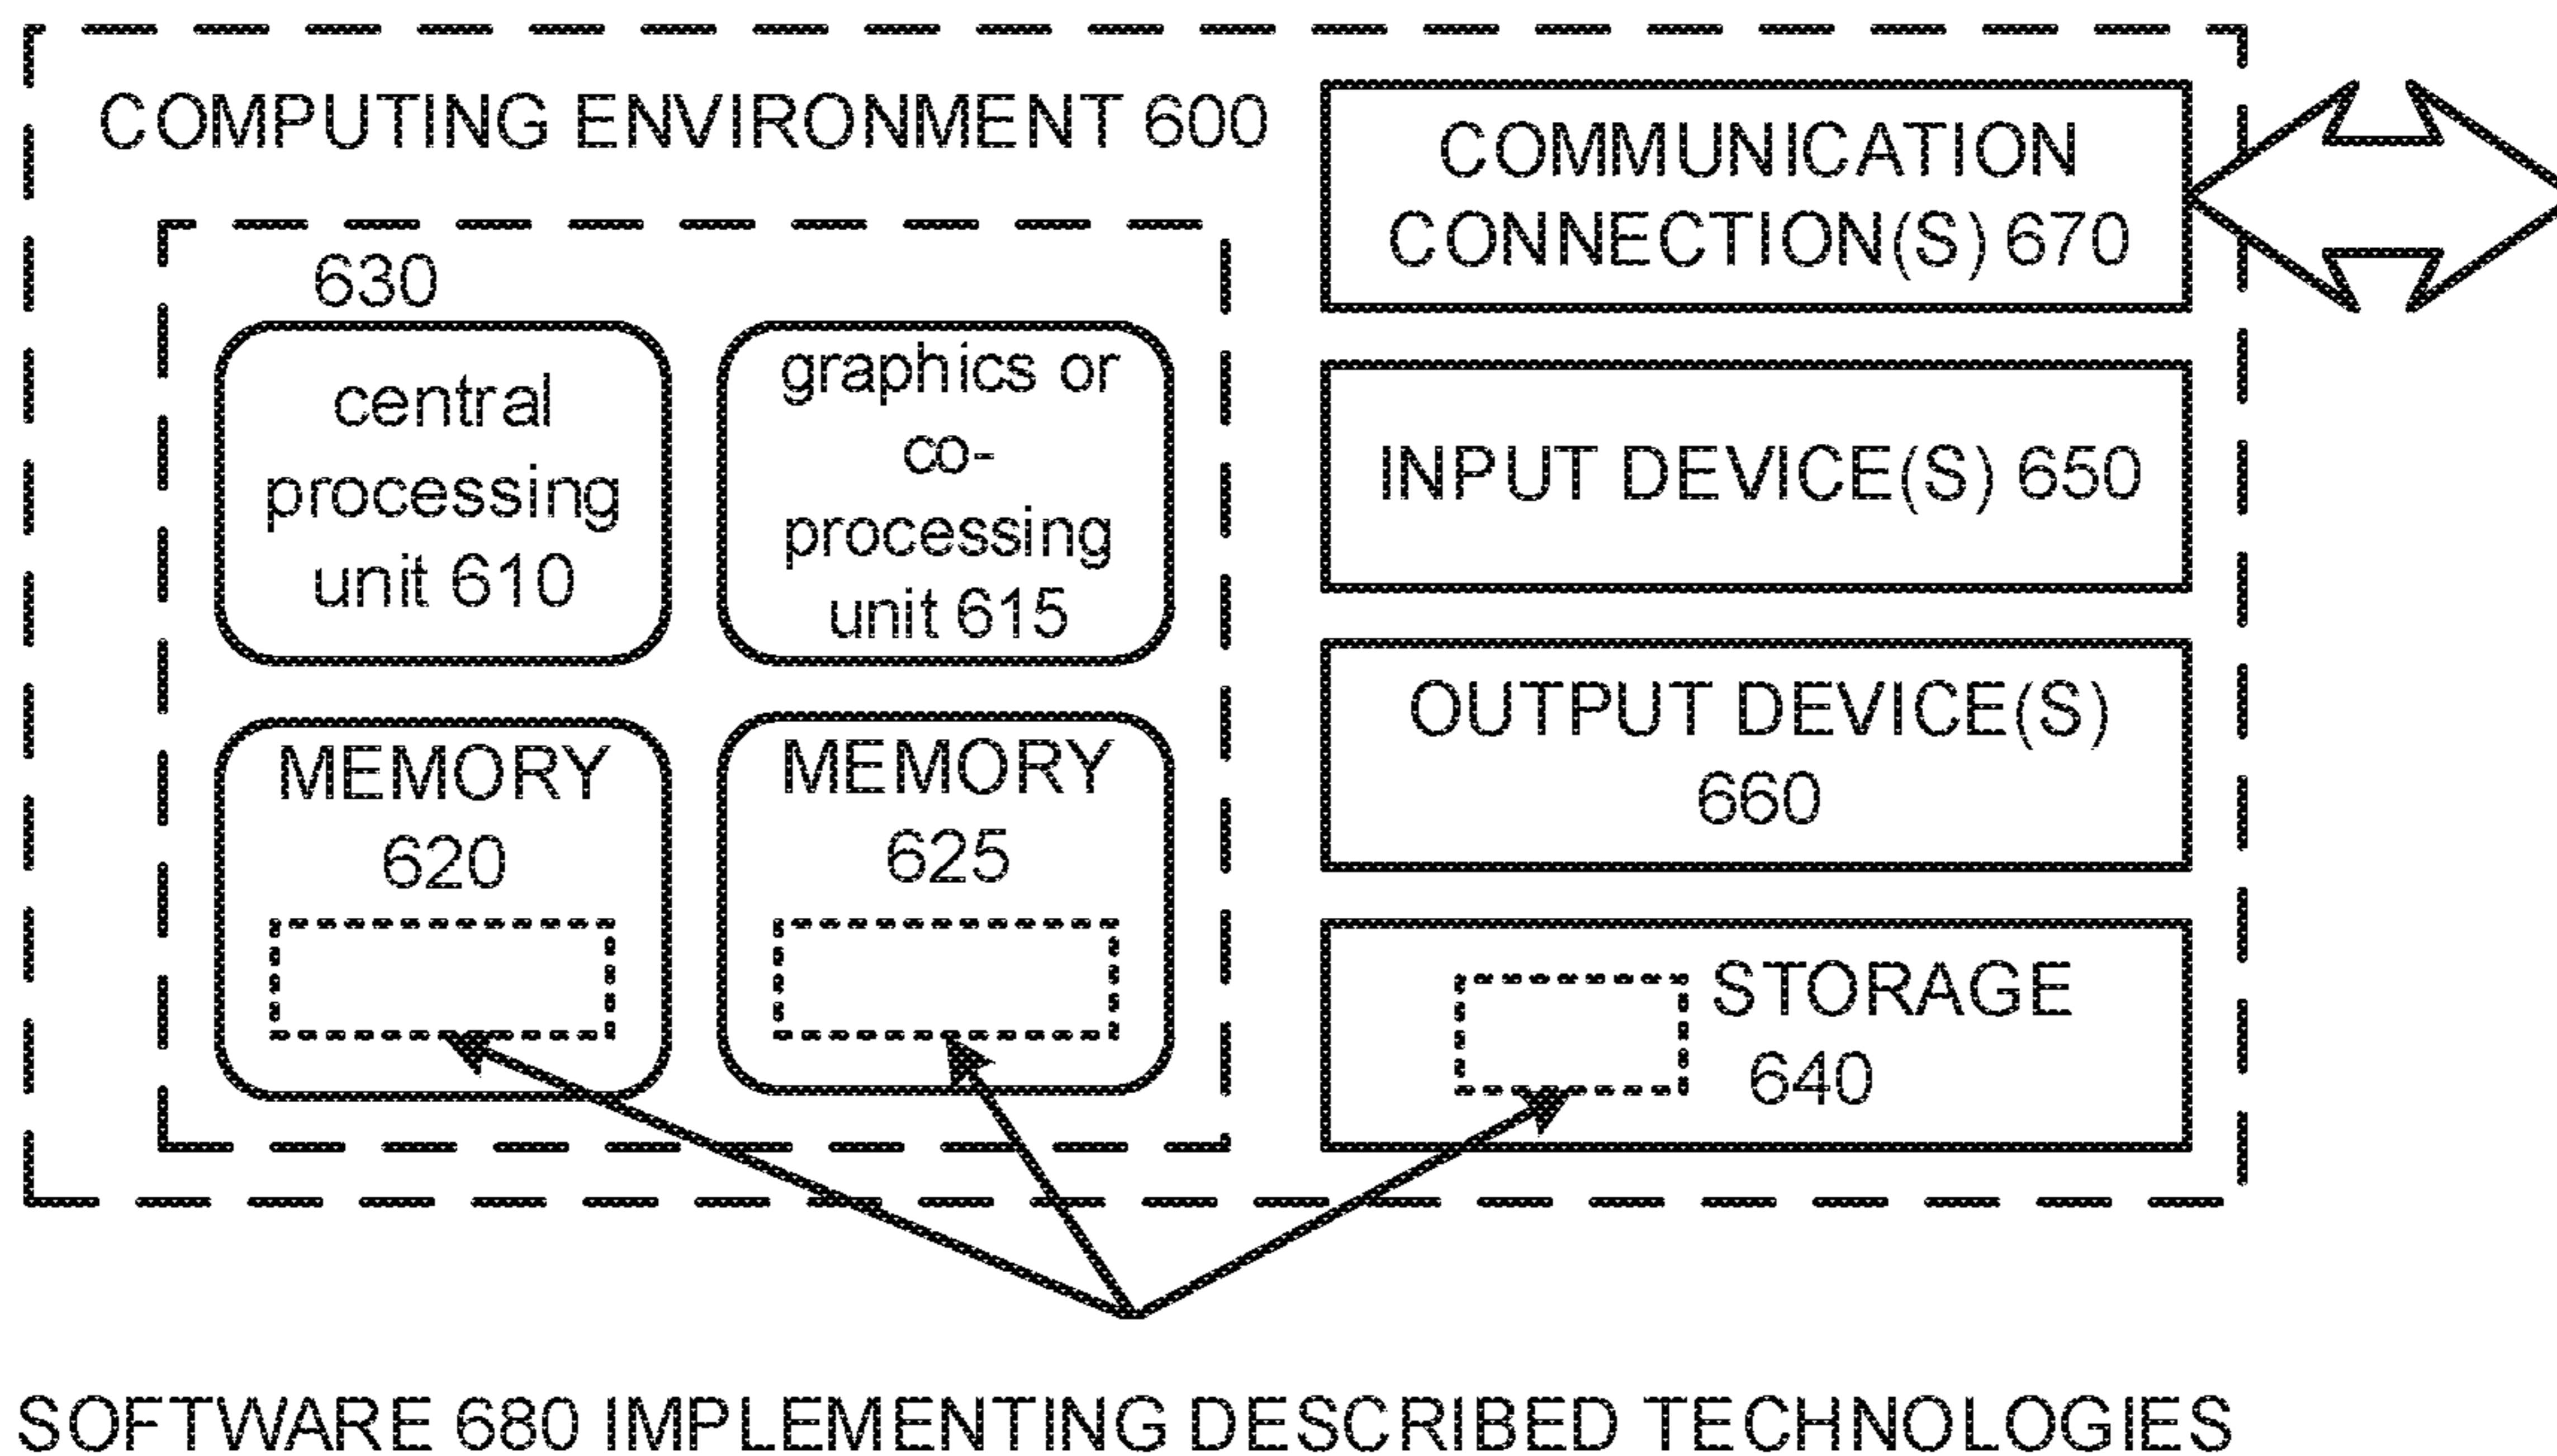 COMPUTING ENVIRONMENT 600
630
central
processing
unit 610
graphics or
co-
processing
unit 615
MEMORY
620
MEMORY
625
COMMUNICATION
CONNECTION(S) 670
INPUT DEVICE(S) 650
OUTPUT DEVICE(S)
660
STORAGE
640
SOFTWARE 680 IMPLEMENTING DESCRIBED TECHNOLOGIES